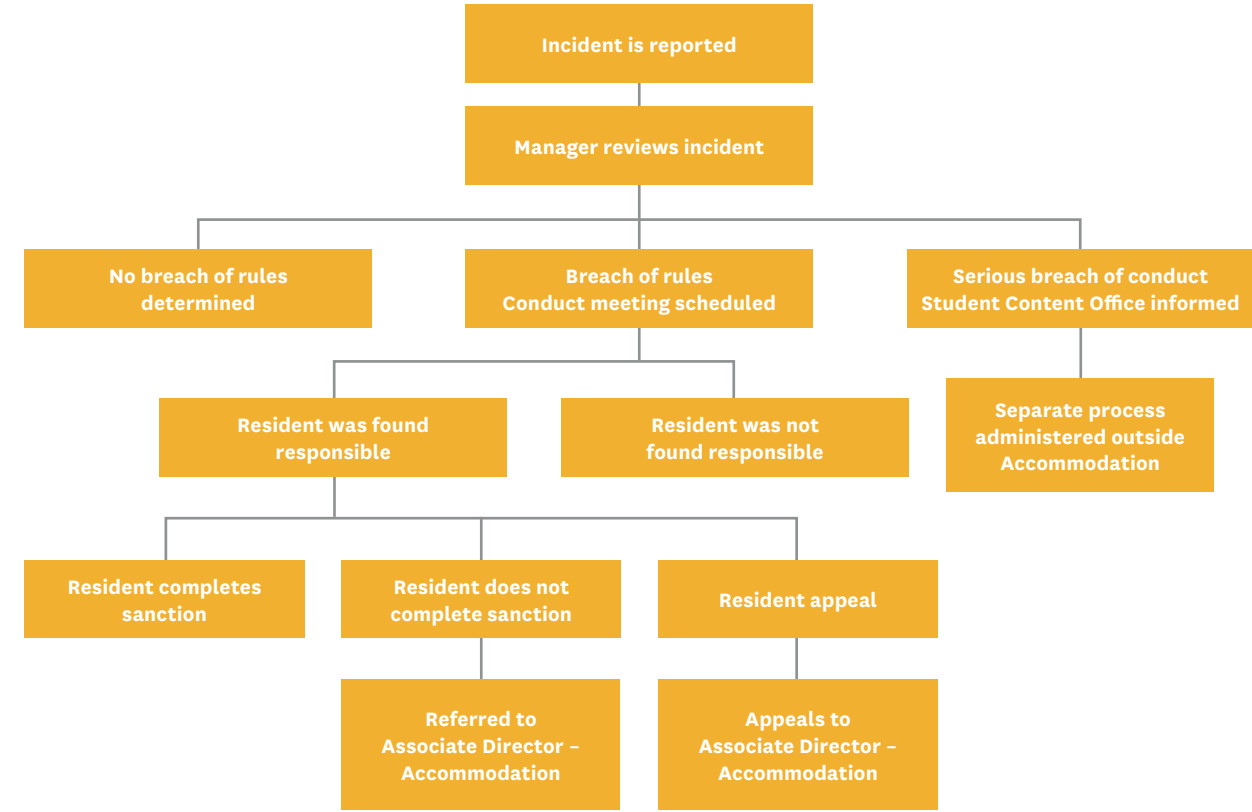 Incident is reported
Manager reviews incident
No breach of rules
determined
Breach of rules
Conduct meeting scheduled
Serious breach of conduct
Student Content Office informed
Resident was found
responsible
Resident was not
found responsible
Separate process
administered outside
Accommodation
Resident completes
sanction
Resident does not
complete sanction
Resident appeal
Referred to
Associate Director –
Accommodation
Appeals to
Associate Director –
Accommodation